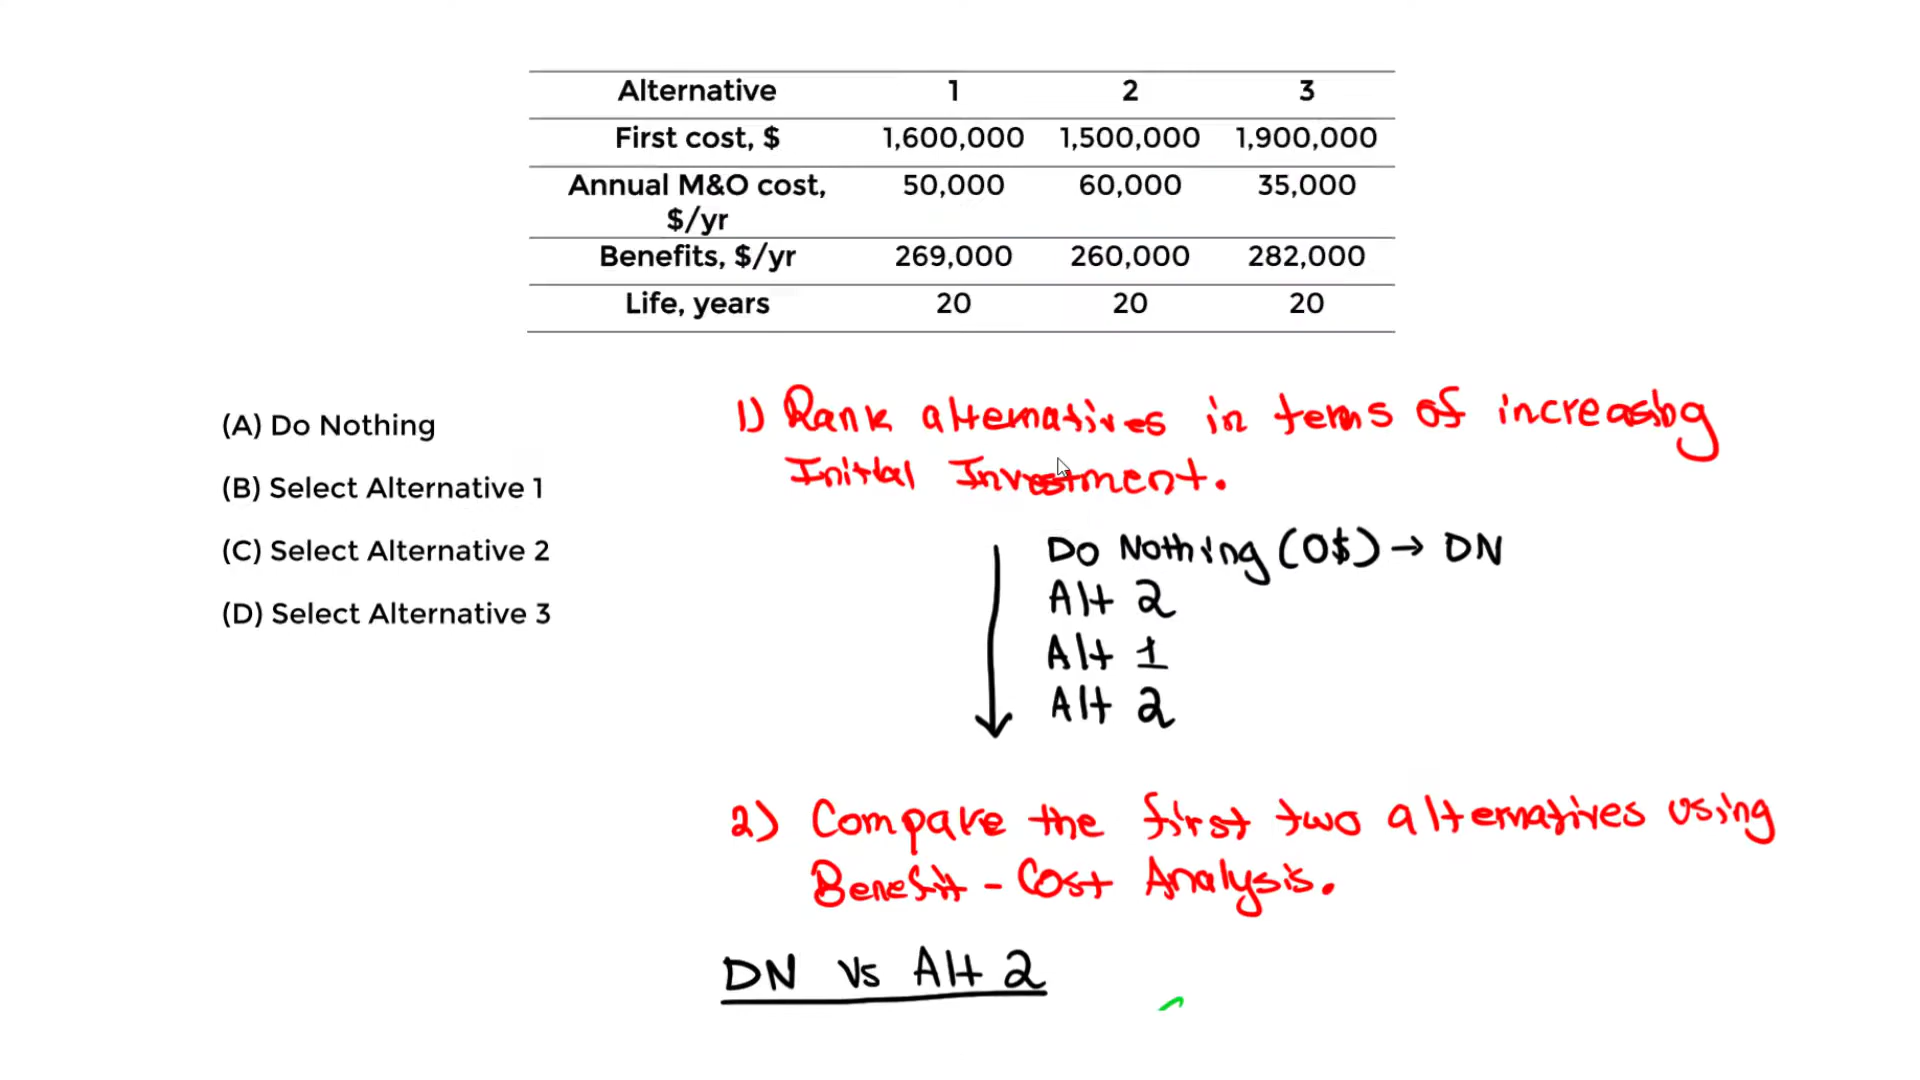 Alternative 1 2 3
First cost, $ 1,600,000 1,500,000 1,900,000
Annual M&O cost, 50,000 60,000 35,000
$/yr
Benefits, $/yr 269,000 260,000 282,000
Life, years 20 20 20
(A) Do Nothing
(B) Select Alternative 1
(C) Select Alternative 2
(D) Select Alternative 3
1) Rank alternatives in terms of increasing
Initial Investment.
Do Nothing (0$) → DN
Alt 2
Alt 1
Alt 2
2) Compare the first two alternatives using
Benefit - Cost Analysis.
DN Vs Alt 2